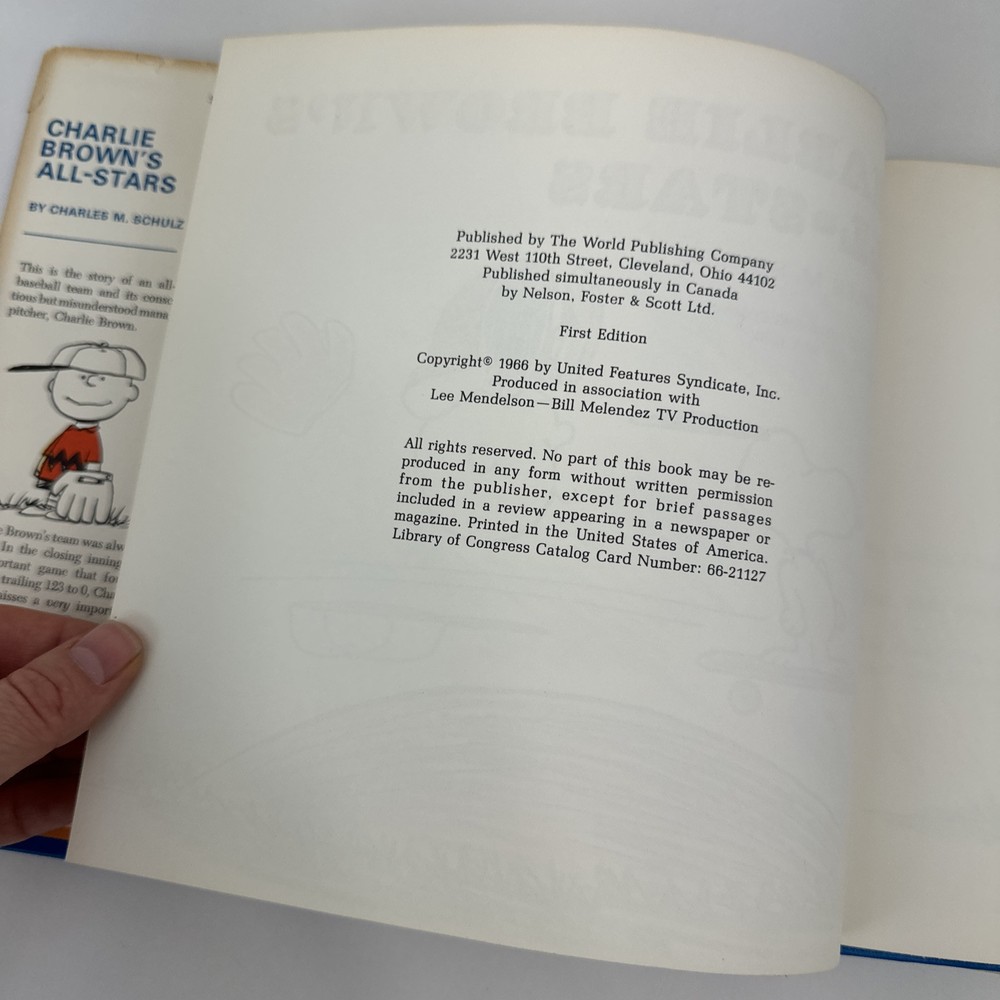 CHARLIE
BROWN'S
ALL-STARS
BY CHARLES M. SCHULZ
This is the story of an all-
baseball team and its consc
tious but misunderstood mana
pitcher, Charlie Brown.
e Brown's team was alw
In the closing inning
ortant game that fo
trailing 123 to 0, Cha
misses a very impor
Published by The World Publishing Company
2231 West 110th Street, Cleveland, Ohio 44102
Published simultaneously in Canada
by Nelson, Foster & Scott Ltd.
First Edition
Copyright© 1966 by United Features Syndicate, Inc.
Produced in association with
Lee Mendelson—Bill Melendez TV Production
All rights reserved. No part of this book may be re-
produced in any form without written permission
from the publisher, except for brief passages
included in a review appearing in a newspaper or
magazine. Printed in the United States of America.
Library of Congress Catalog Card Number: 66-21127